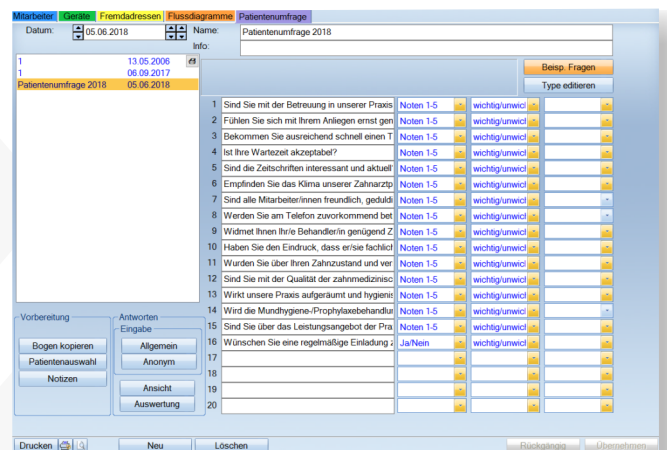 Mitarbeiter Geräte Fremdadressen Flussdiagramme Patientenumfrage
Datum: 05.06.2018 Name: Patientenumfrage 2018
Info:
1 13.05.2006
1 06.09.2017
Patientenumfrage 2018 05.06.2018
Beisp. Fragen
Type editieren
1 Sind Sie mit der Betreuung in unserer Praxis Noten 1-5 wichtig/unwicl
2 Fühlen Sie sich mit Ihrem Anliegen ernst gen Noten 1-5 wichtig/unwicl
3 Bekommen Sie ausreichend schnell einen T Noten 1-5 wichtig/unwicl
4 Ist Ihre Wartezeit akzeptabel? Noten 1-5 wichtig/unwicl
5 Sind die Zeitschriften interessant und aktuell Noten 1-5 wichtig/unwicl
6 Empfinden Sie das Klima unserer Zahnarztp Noten 1-5 wichtig/unwicl
7 Sind alle Mitarbeiter/innen freundlich, geduldi Noten 1-5 wichtig/unwicl
8 Werden Sie am Telefon zuvorkommend bet Noten 1-5 wichtig/unwicl
9 Widmet Ihnen Ihr/e Behandler/in genügend Z Noten 1-5 wichtig/unwicl
10 Haben Sie den Eindruck, dass er/sie fachlich Noten 1-5 wichtig/unwicl
11 Wurden Sie über Ihren Zahnzustand und ver Noten 1-5 wichtig/unwicl
12 Sind Sie mit der Qualität der zahnmedizinisc Noten 1-5 wichtig/unwicl
13 Wirkt unsere Praxis aufgeräumt und hygienis Noten 1-5 wichtig/unwicl
14 Wird die Mundhygiene-/Prophylaxebehandlur Noten 1-5 wichtig/unwicl
15 Sind Sie über das Leistungsangebot der Pra Noten 1-5 wichtig/unwicl
16 Wünschen Sie eine regelmäßige Einladung z Ja/Nein wichtig/unwicl
17
18
19
20
Vorbereitung
Bogen kopieren
Patientenauswahl
Notizen
Antworten
Eingabe
Allgemein
Anonym
Ansicht
Auswertung
Drucken Neu Löschen Rückgängig Übernehmen